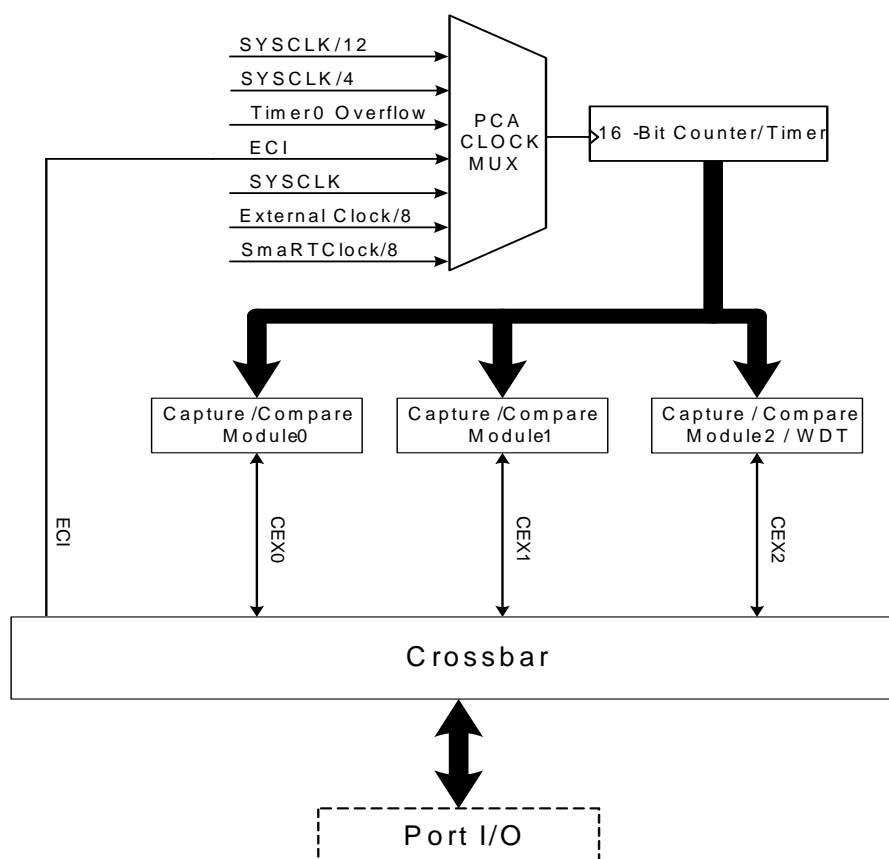 SYSCLK/12
SYSCLK/4
Timer0 Overflow
ECI
SYSCLK
External Clock/8
SmaRTClock/8
PCA
CLOCK
MUX
16 -Bit Counter/Timer
Capture /Compare
Module0
Capture /Compare
Module1
Capture / Compare
Module2 / WDT
ECI
CEX0
CEX1
CEX2
Crossbar
Port I/O